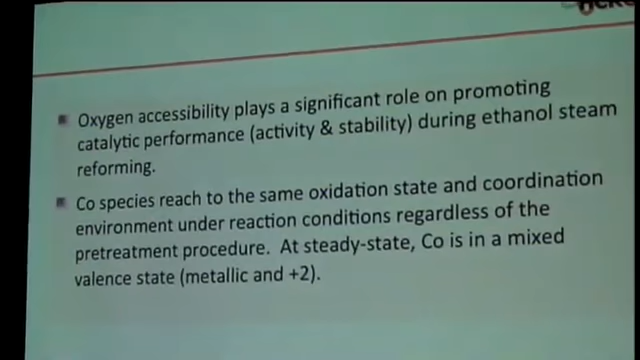 Oxygen accessibility plays a significant role on promoting
catalytic performance (activity & stability) during ethanol steam
reforming.
Co species reach to the same oxidation state and coordination
environment under reaction conditions regardless of the
pretreatment procedure. At steady-state, Co is in a mixed
valence state (metallic and +2).